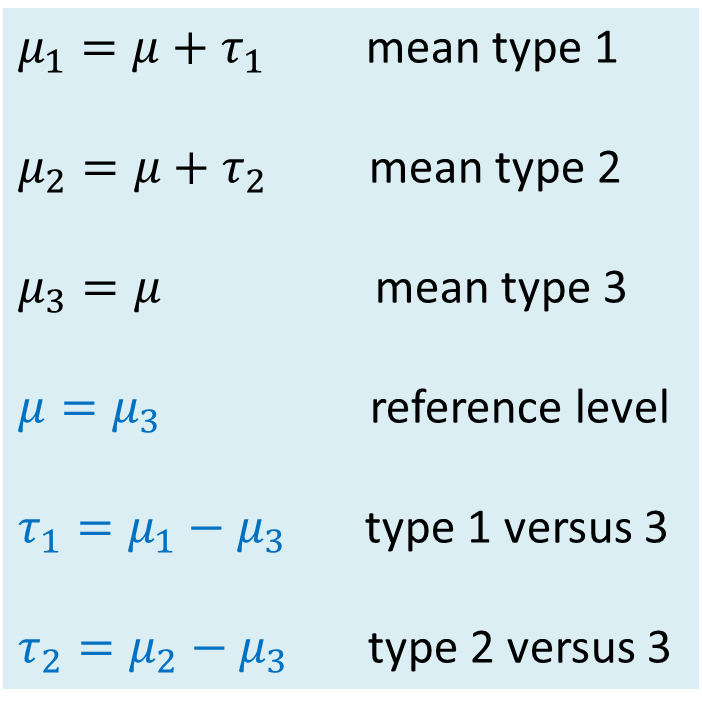 μ₁ = μ + τ₁ mean type 1
μ₂ = μ + τ₂ mean type 2
μ₃ = μ mean type 3
μ = μ₃ reference level
τ₁ = μ₁ − μ₃ type 1 versus 3
τ₂ = μ₂ − μ₃ type 2 versus 3